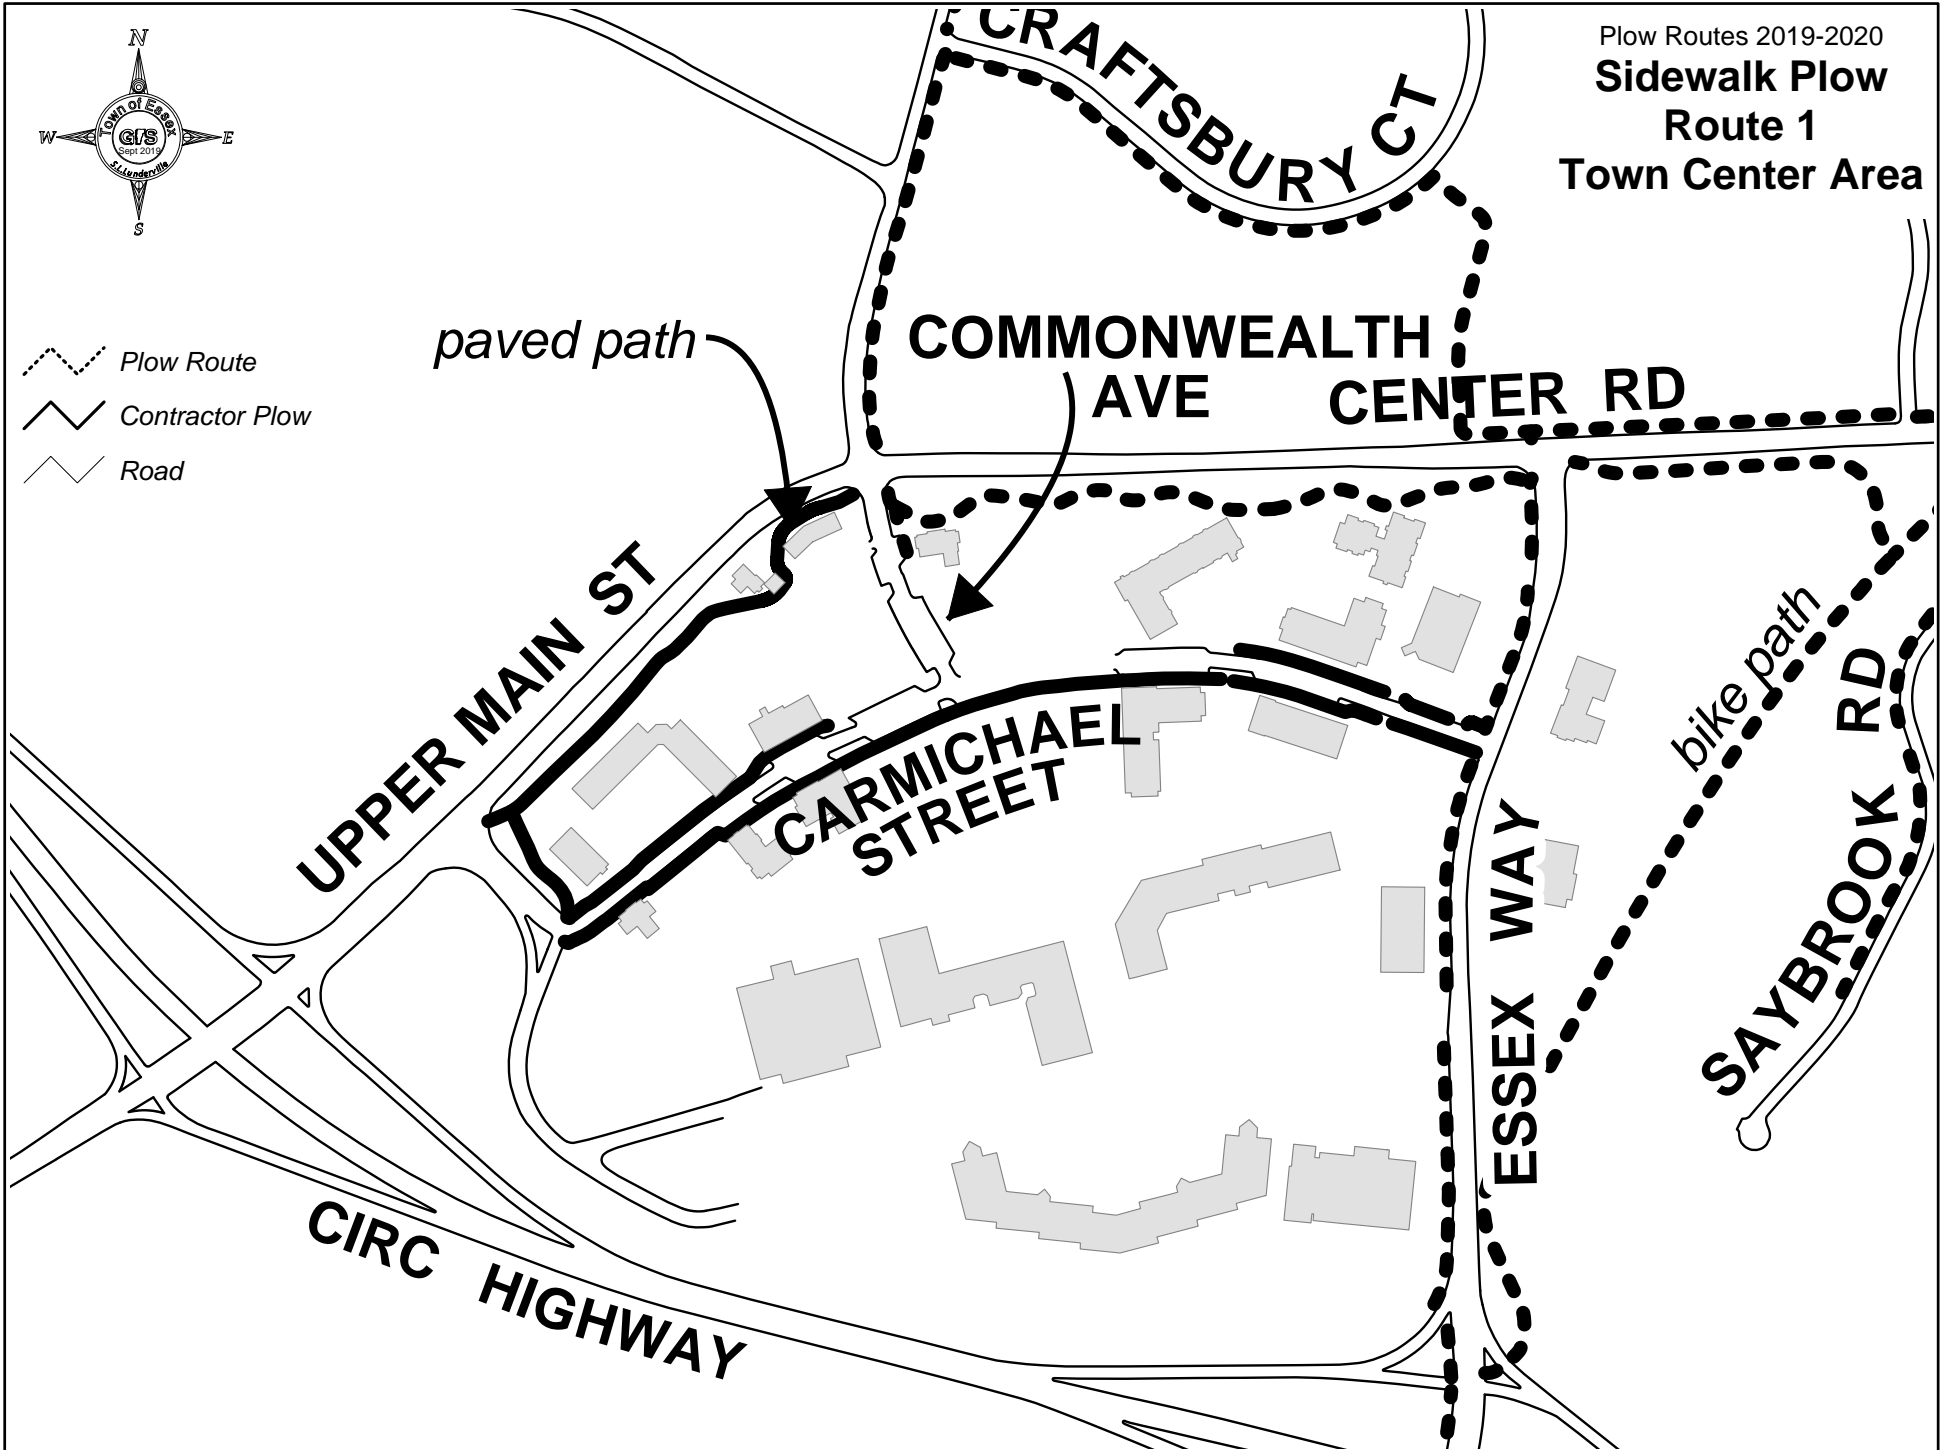 N
Town of Essex
W
GIS
E
Sept 2019
S.L.Lunderville
S
Plow Routes 2019-2020
Sidewalk Plow
Route 1
Town Center Area
CRAFTSBURY CT
Plow Route
Contractor Plow
Road
paved path
COMMONWEALTH
AVE
CENTER RD
UPPER MAIN ST
CARMICHAEL
STREET
bike path
SAYBROOK RD
ESSEX WAY
CIRC HIGHWAY